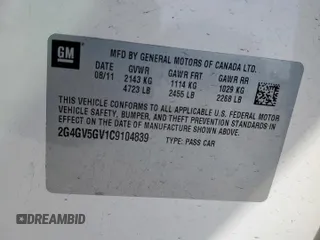 GM
MFD BY GENERAL MOTORS OF CANADA LTD.
DATE GVWR GAWR FRT GAWR RR
08/11 2143 KG 1114 KG 1029 KG
4723 LB 2455 LB 2268 LB
THIS VEHICLE CONFORMS TO ALL APPLICABLE U.S. FEDERAL MOTOR
VEHICLE SAFETY, BUMPER, AND THEFT PREVENTION STANDARDS
IN EFFECT ON THE DATE OF MANUFACTURE SHOWN ABOVE.
2G4GV5GV1C9104839 TYPE: PASS CAR
DREAMBID